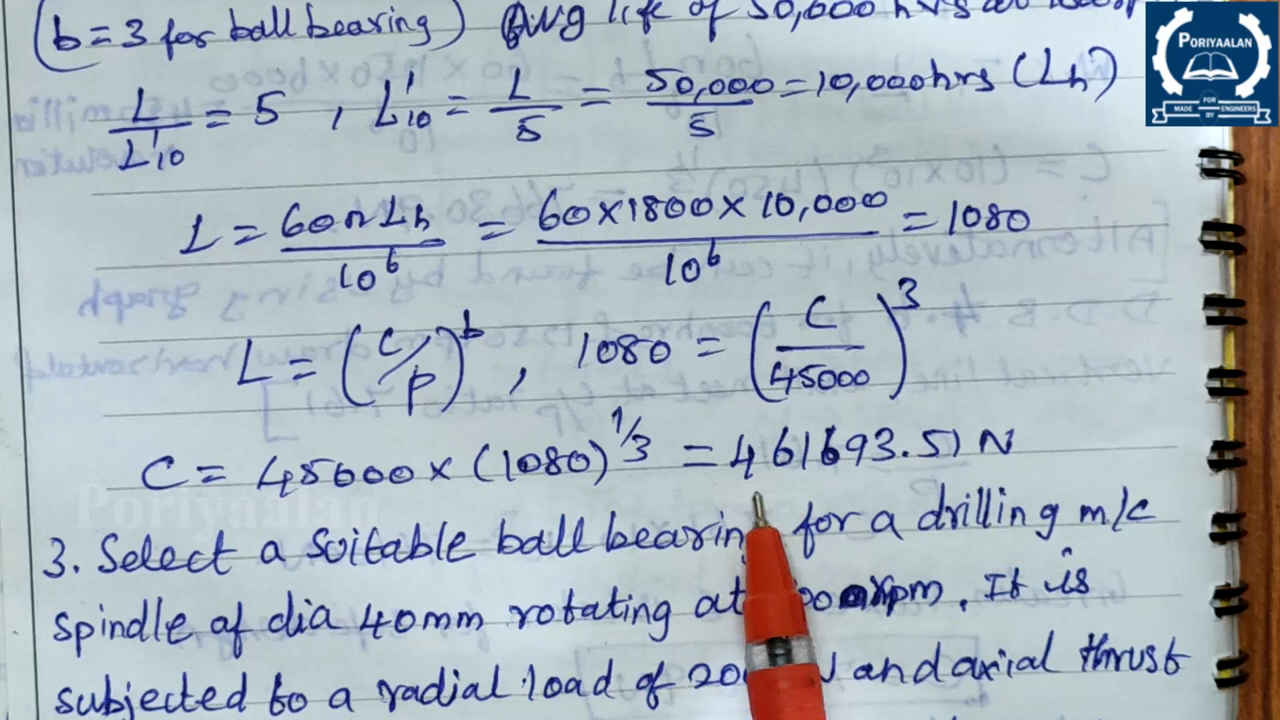 (b=3 for ball bearing) Avg life of 50,000 hrs
L/L'10 = 5 , L'10 = L/5 = 50,000/5 = 10,000 hrs (Lh)
L = 60nLh/10^6 = 60×1800×10,000/10^6 = 1080
L = (C/P)^b , 1080 = (C/45000)^3
C = 45000×(1080)^1/3 = 461693.51 N
3. Select a suitable ball bearing for a drilling m/c
spindle of dia 40mm rotating at rpm. It is
subjected to a radial load of and axial thrust
PORIYAALAN
MADE FOR BY ENGINEERS
Poriyaalan